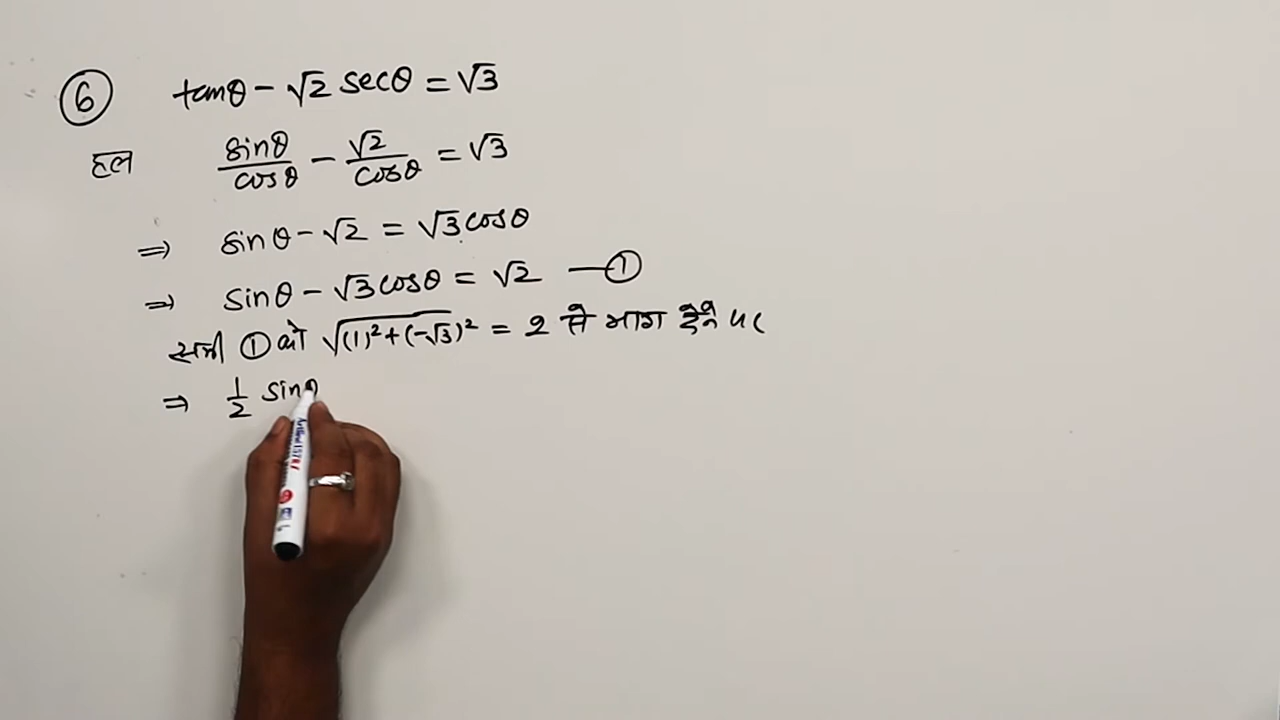 ⑥ tanθ − √2 secθ = √3
हल sinθ/cosθ − √2/cosθ = √3
⇒ sinθ − √2 = √3 cosθ
⇒ sinθ − √3 cosθ = √2 —①
समी ① को √(1)²+(−√3)² = 2 से भाग देने पर
⇒ 1/2 sinθ